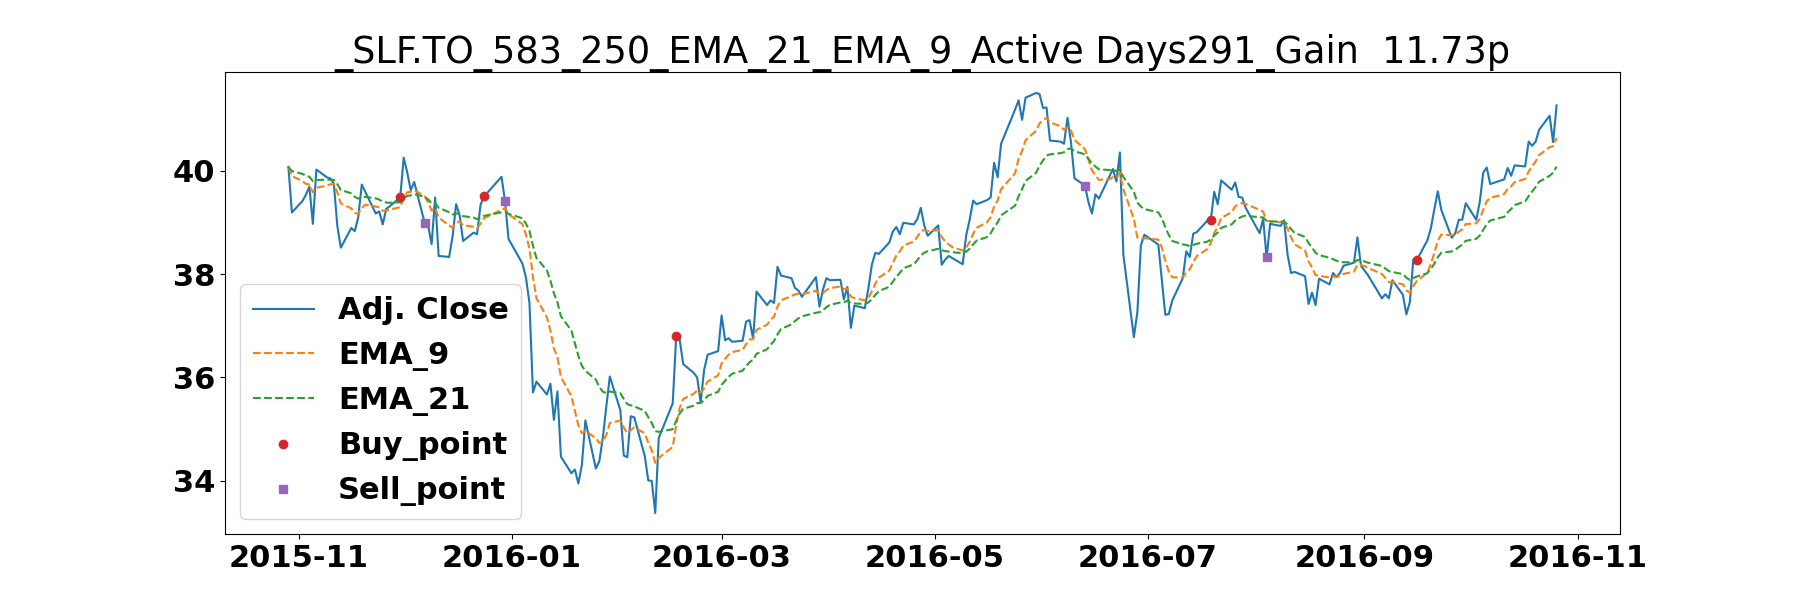 _SLF.TO_583_250_EMA_21_EMA_9_Active Days291_Gain  11.73p
40
38
36
34
Adj. Close
EMA_9
EMA_21
Buy_point
Sell_point
2015-11 2016-01 2016-03 2016-05 2016-07 2016-09 2016-11